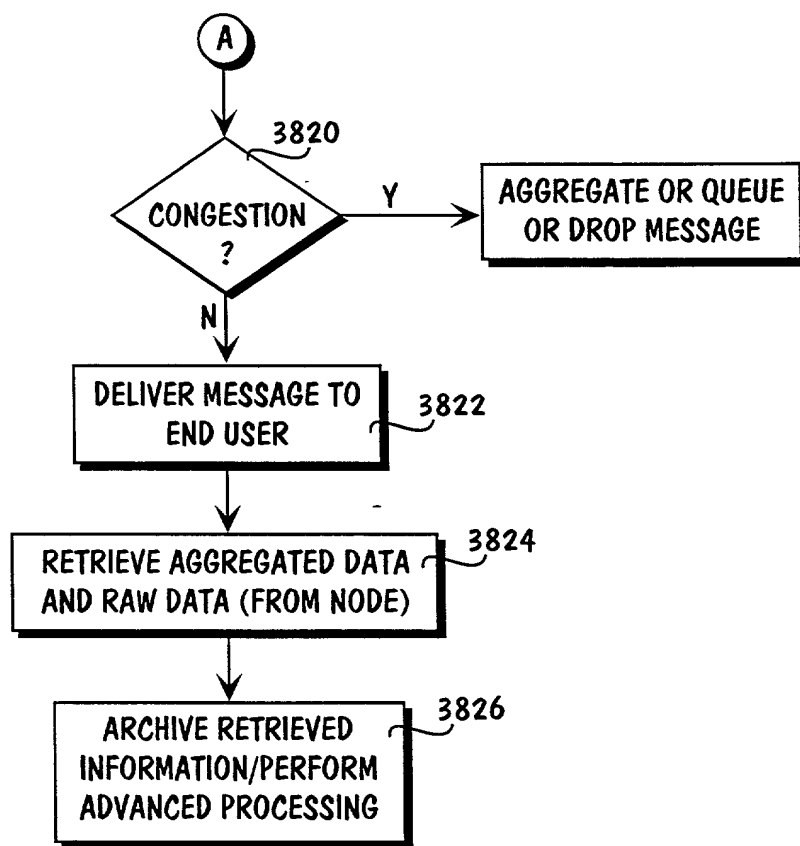 A
3820
CONGESTION
?
Y
AGGREGATE OR QUEUE
OR DROP MESSAGE
N
DELIVER MESSAGE TO
END USER
3822
RETRIEVE AGGREGATED DATA
AND RAW DATA (FROM NODE)
3824
ARCHIVE RETRIEVED
INFORMATION/PERFORM
ADVANCED PROCESSING
3826